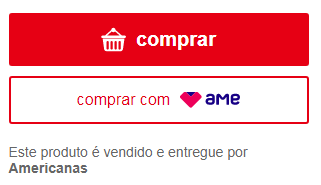 comprar
comprar com ame
Este produto é vendido e entregue por
Americanas